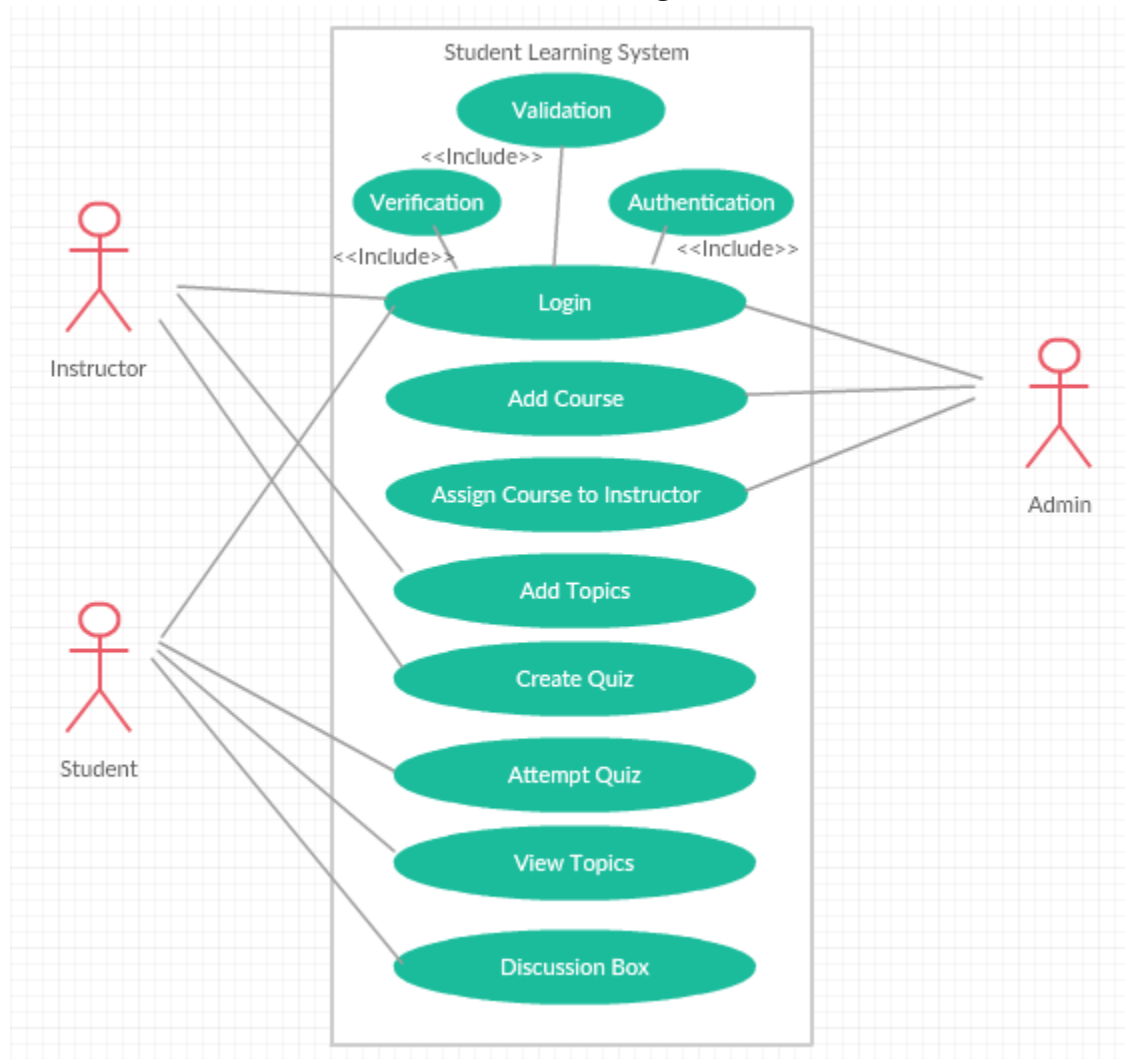 Student Learning System
Validation
<<Include>>
Verification
Authentication
<<Include>>
<<Include>>
Login
Instructor
Add Course
Assign Course to Instructor
Admin
Add Topics
Create Quiz
Student
Attempt Quiz
View Topics
Discussion Box